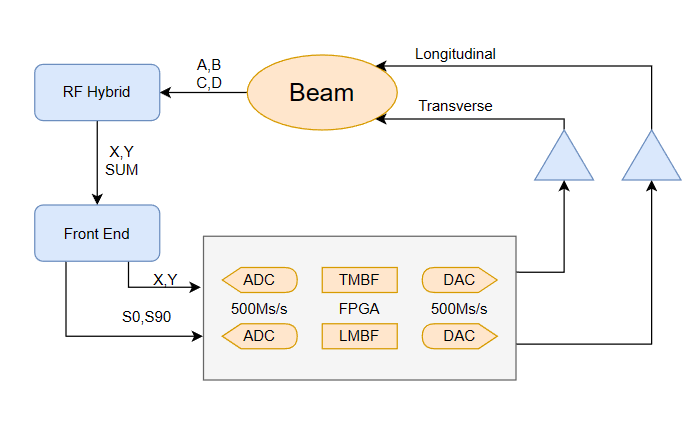 Longitudinal
A,B
C,D
RF Hybrid
Beam
Transverse
X,Y
SUM
Front End
X,Y
ADC
TMBF
DAC
500Ms/s
FPGA
500Ms/s
S0,S90
ADC
LMBF
DAC